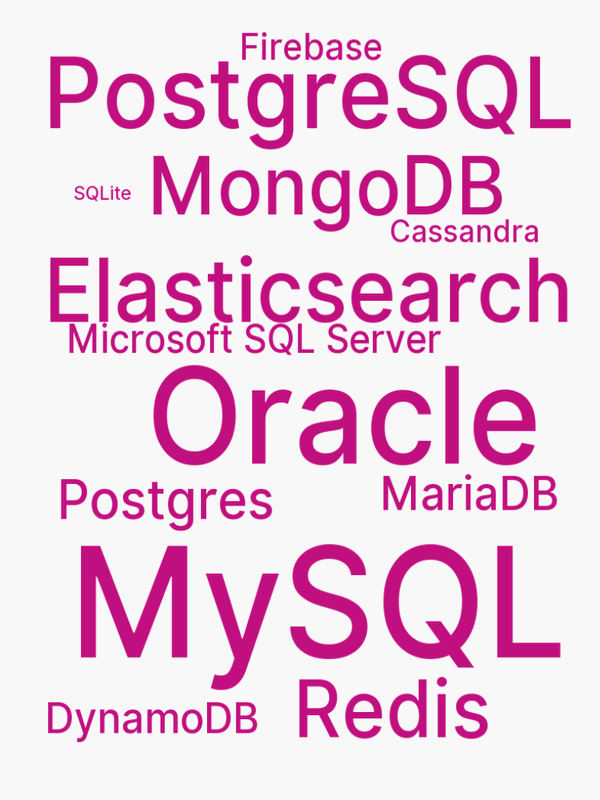 Firebase
PostgreSQL
SQLite
MongoDB
Cassandra
Elasticsearch
Microsoft SQL Server
Oracle
Postgres
MariaDB
MySQL
DynamoDB
Redis